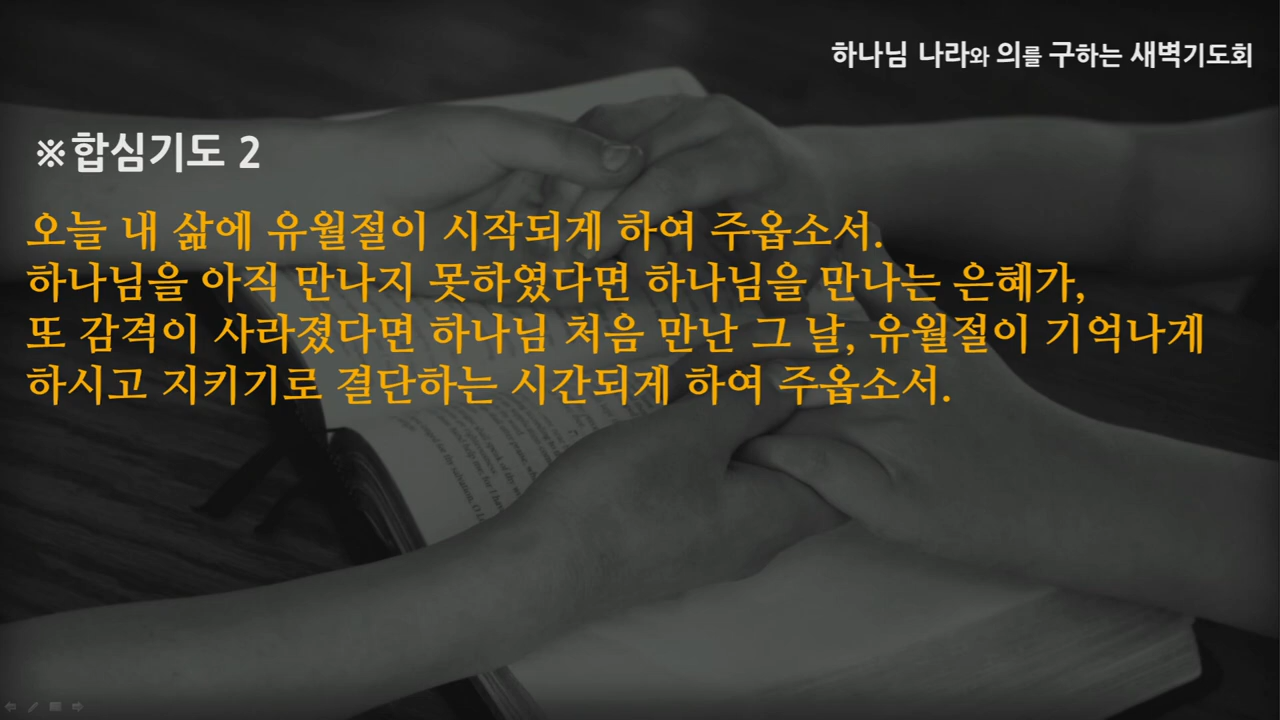 하나님 나라와 의를 구하는 새벽기도회
※합심기도 2
오늘 내 삶에 유월절이 시작되게 하여 주옵소서.
하나님을 아직 만나지 못하였다면 하나님을 만나는 은혜가,
또 감격이 사라졌다면 하나님 처음 만난 그 날, 유월절이 기억나게
하시고 지키기로 결단하는 시간되게 하여 주옵소서.